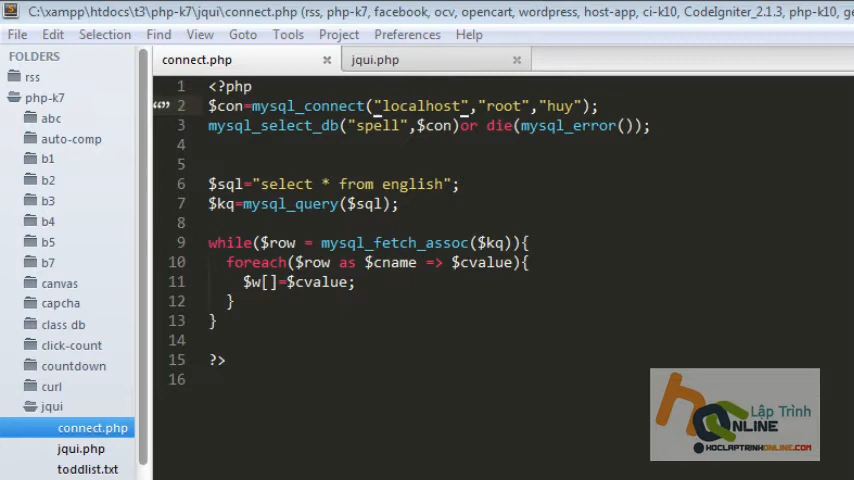 C:\xampp\htdocs\t3\php-k7\jqui\connect.php (rss, php-k7, facebook, ocv, opencart, wordpress, host-app, ci-k10, CodeIgniter_2.1.3, php-k10, ge
File Edit Selection Find View Goto Tools Project Preferences Help
FOLDERS
rss
php-k7
abc
auto-comp
b1
b2
b3
b4
b5
b7
canvas
capcha
class db
click-count
countdown
curl
jqui
connect.php
jqui.php
toddlist.txt
connect.php × jqui.php ×
1 <?php
2 $con=mysql_connect("localhost","root","huy");
3 mysql_select_db("spell",$con)or die(mysql_error());
4
5
6 $sql="select * from english";
7 $kq=mysql_query($sql);
8
9 while($row = mysql_fetch_assoc($kq)){
10 foreach($row as $cname => $cvalue){
11 $w[]=$cvalue;
12 }
13 }
14
15 ?>
16
Lập Trình
ONLINE
HOCLAPTRINHONLINE.COM